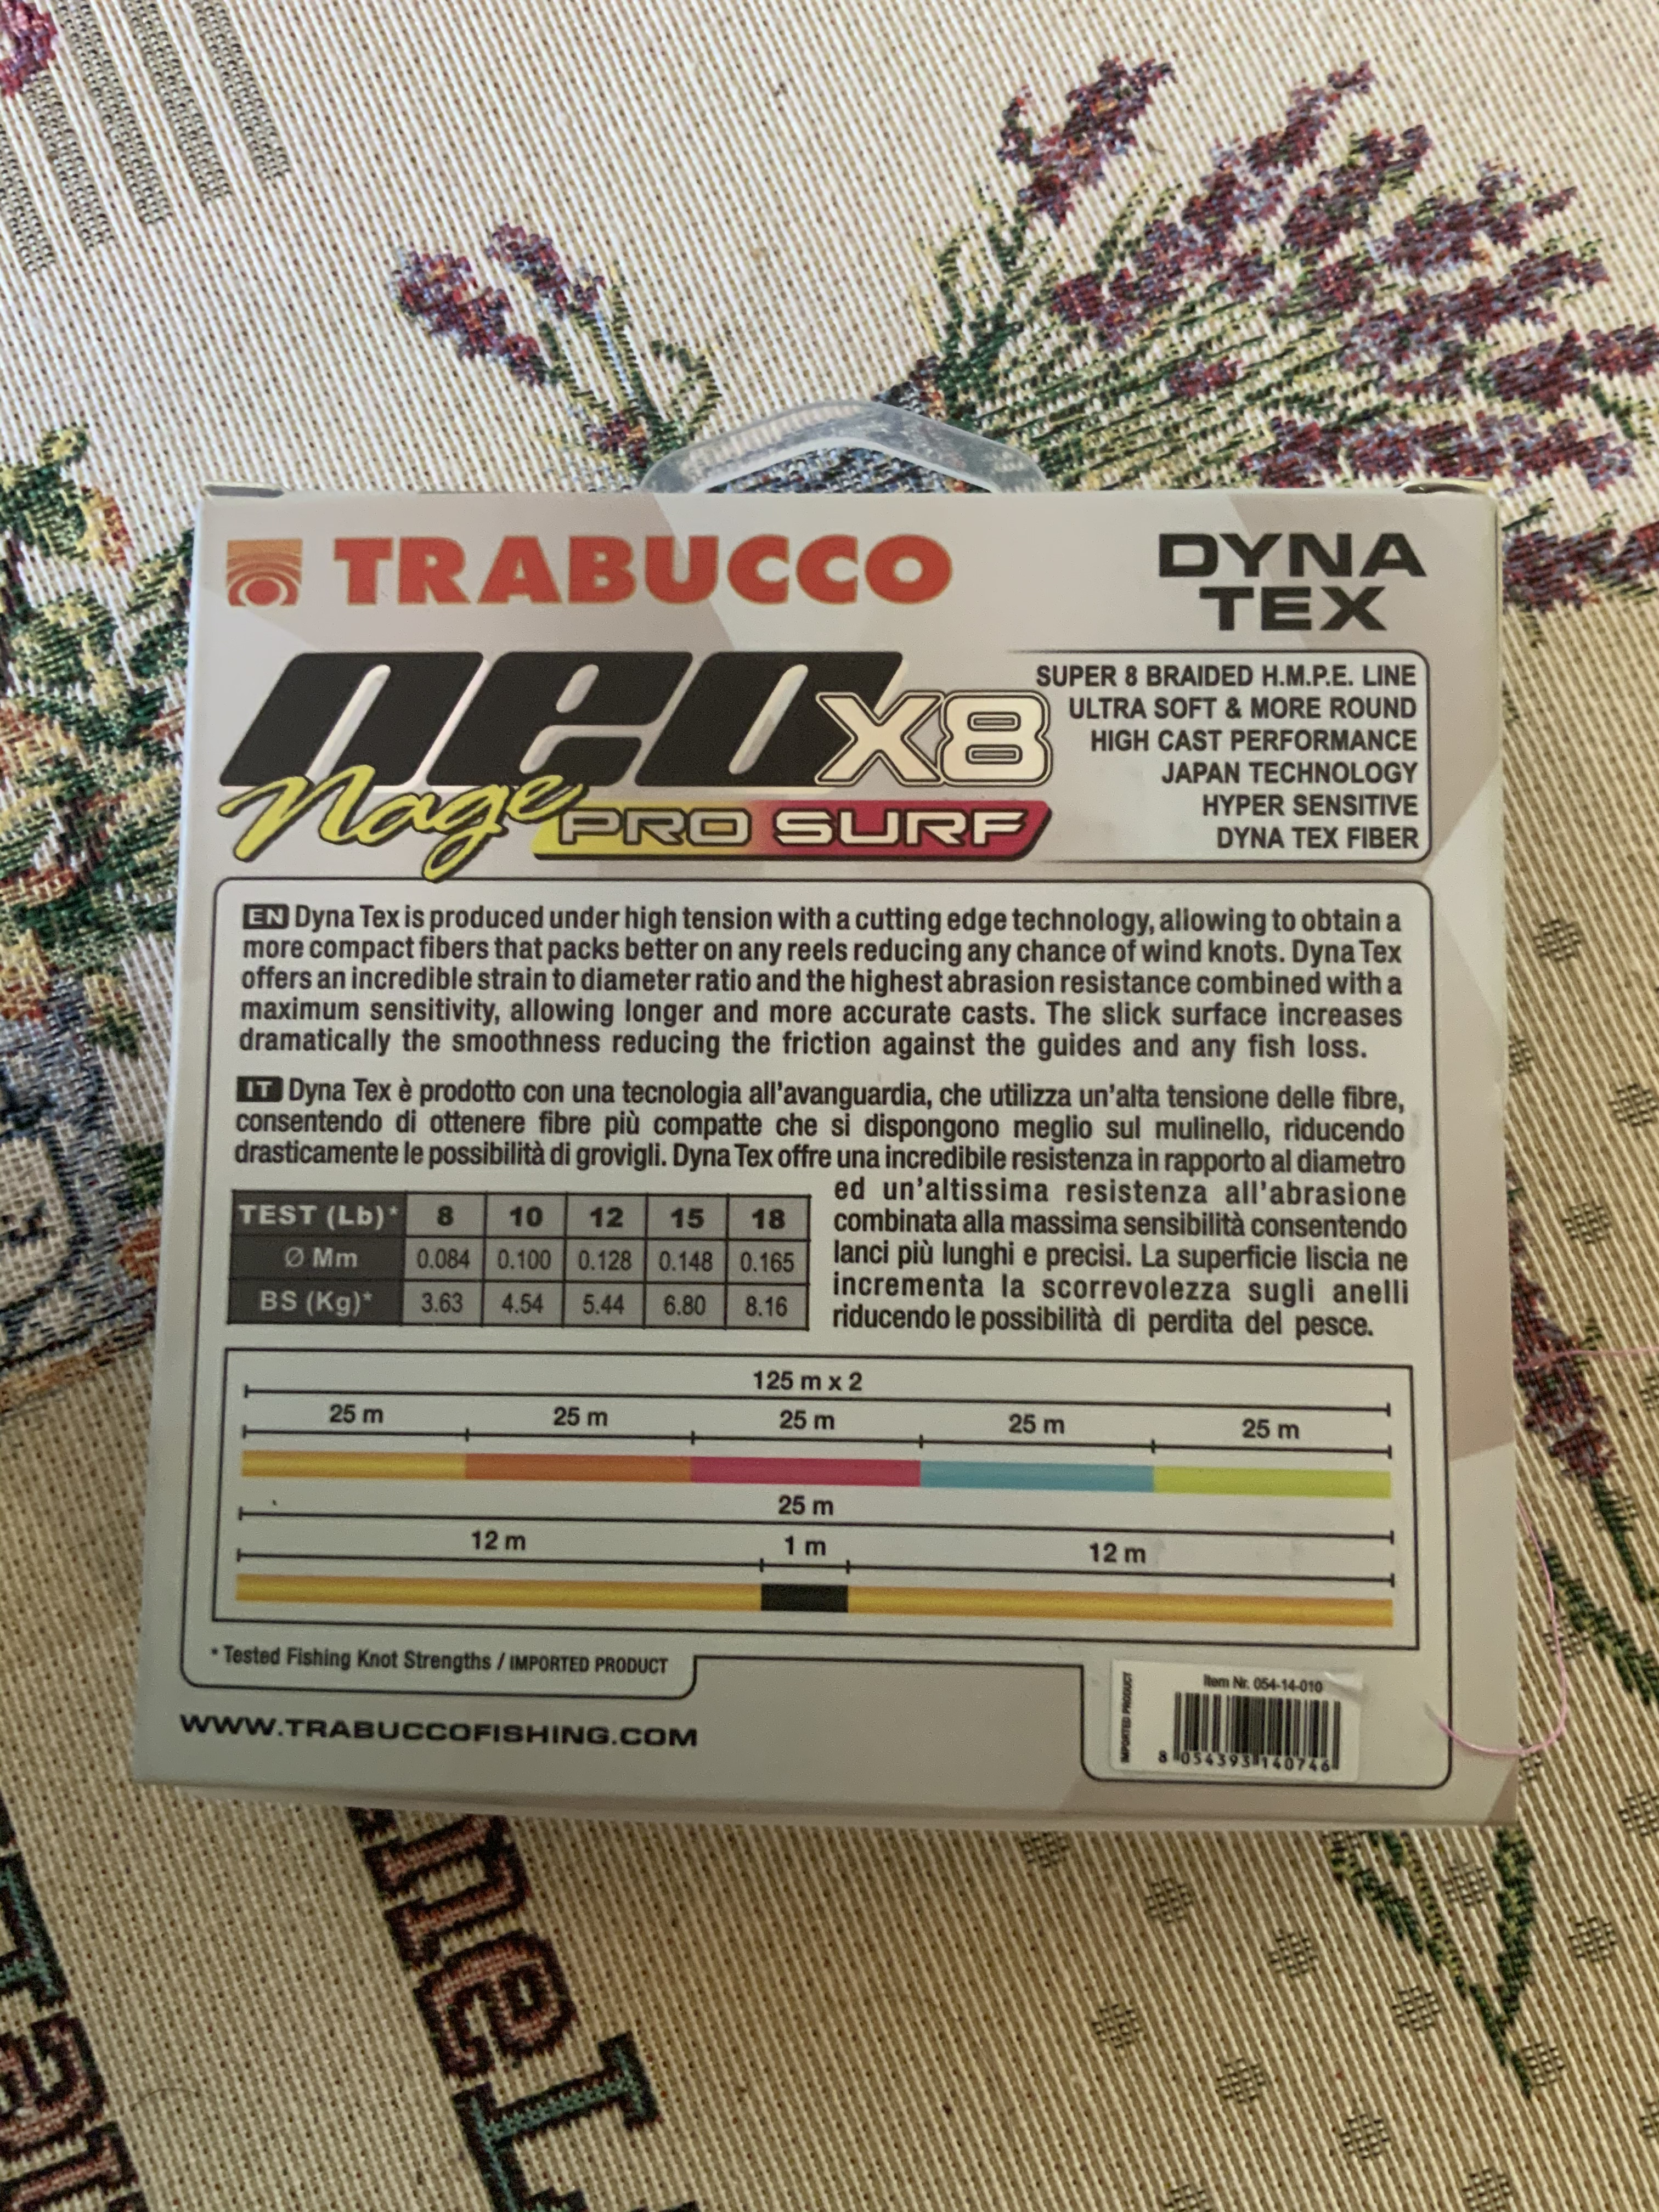 TRABUCCO
DYNA
TEX
neo X8
Nage PRO SURF
SUPER 8 BRAIDED H.M.P.E. LINE
ULTRA SOFT & MORE ROUND
HIGH CAST PERFORMANCE
JAPAN TECHNOLOGY
HYPER SENSITIVE
DYNA TEX FIBER
EN Dyna Tex is produced under high tension with a cutting edge technology, allowing to obtain a
more compact fibers that packs better on any reels reducing any chance of wind knots. Dyna Tex
offers an incredible strain to diameter ratio and the highest abrasion resistance combined with a
maximum sensitivity, allowing longer and more accurate casts. The slick surface increases
dramatically the smoothness reducing the friction against the guides and any fish loss.
IT Dyna Tex è prodotto con una tecnologia all'avanguardia, che utilizza un'alta tensione delle fibre,
consentendo di ottenere fibre più compatte che si dispongono meglio sul mulinello, riducendo
drasticamente le possibilità di grovigli. Dyna Tex offre una incredibile resistenza in rapporto al diametro
ed un'altissima resistenza all'abrasione
combinata alla massima sensibilità consentendo
lanci più lunghi e precisi. La superficie liscia ne
incrementa la scorrevolezza sugli anelli
riducendo le possibilità di perdita del pesce.
TEST (Lb)* 8 10 12 15 18
Ø Mm 0.084 0.100 0.128 0.148 0.165
BS (Kg)* 3.63 4.54 5.44 6.80 8.16
125 m x 2
25 m 25 m 25 m 25 m 25 m
25 m
12 m 1 m 12 m
* Tested Fishing Knot Strengths / IMPORTED PRODUCT
WWW.TRABUCCOFISHING.COM
IMPORTED PRODUCT
Item Nr. 054-14-010
8 054393 140746